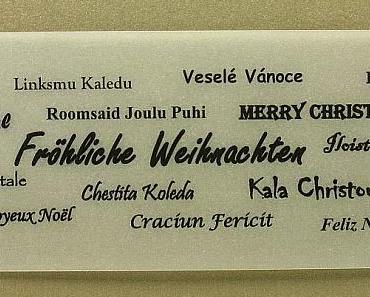 Linksmu Kaledu Veselé Vánoce
Roomsaid Joulu Puhi MERRY CHRIST
Fröhliche Weihnachten
tale Chestita Koleda Kala Christou
oyeux Noël Craciun Fericit Feliz N